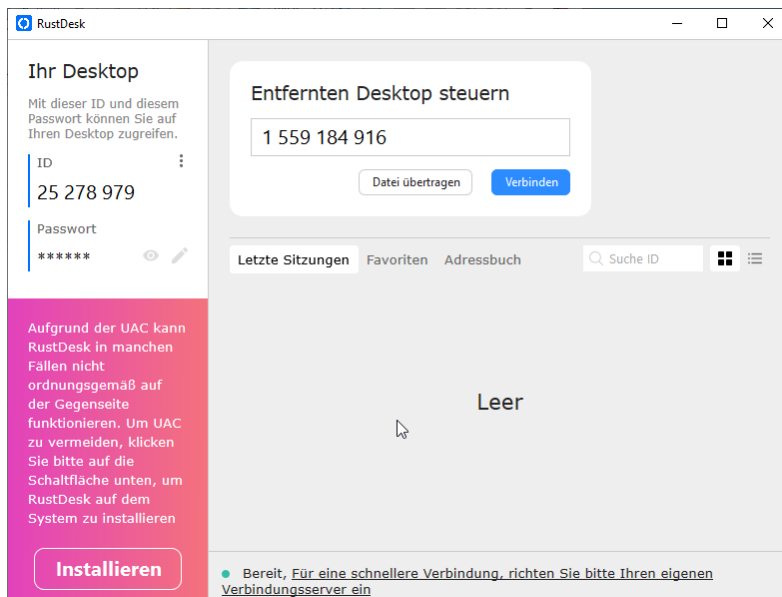 RustDesk
Ihr Desktop
Mit dieser ID und diesem
Passwort können Sie auf
Ihren Desktop zugreifen.
ID
25 278 979
Passwort
******
Aufgrund der UAC kann
RustDesk in manchen
Fällen nicht
ordnungsgemäß auf
der Gegenseite
funktionieren. Um UAC
zu vermeiden, klicken
Sie bitte auf die
Schaltfläche unten, um
RustDesk auf dem
System zu installieren
Installieren
Entfernten Desktop steuern
1 559 184 916
Datei übertragen
Verbinden
Letzte Sitzungen Favoriten Adressbuch Suche ID
Leer
Bereit, Für eine schnellere Verbindung, richten Sie bitte Ihren eigenen
Verbindungsserver ein